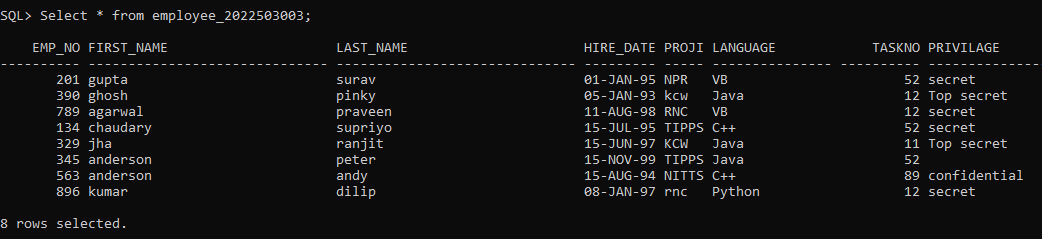 SQL> Select * from employee_2022503003;
EMP_NO FIRST_NAME LAST_NAME HIRE_DATE PROJI LANGUAGE TASKNO PRIVILAGE
---------- ------------------------------ ------------------------------ --------- ----- --------------- ---------- --------------
201 gupta surav 01-JAN-95 NPR VB 52 secret
390 ghosh pinky 05-JAN-93 kcw Java 12 Top secret
789 agarwal praveen 11-AUG-98 RNC VB 12 secret
134 chaudary supriyo 15-JUL-95 TIPPS C++ 52 secret
329 jha ranjit 15-JUN-97 KCW Java 11 Top secret
345 anderson peter 15-NOV-99 TIPPS Java 52
563 anderson andy 15-AUG-94 NITTS C++ 89 confidential
896 kumar dilip 08-JAN-97 rnc Python 12 secret
8 rows selected.